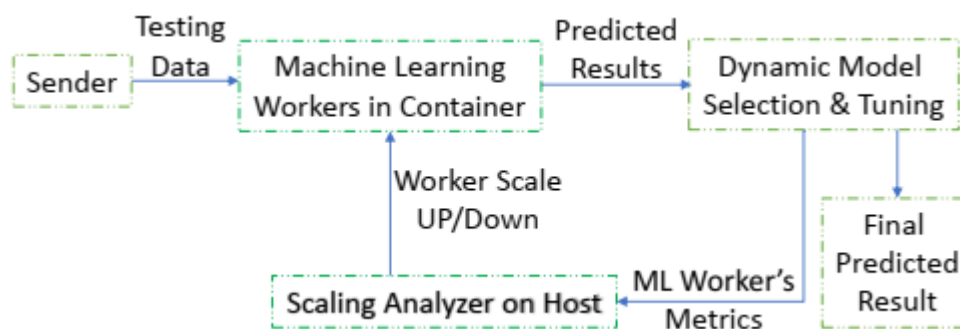 Testing
Data
Sender
Machine Learning
Workers in Container
Predicted
Results
Dynamic Model
Selection & Tuning
Worker Scale
UP/Down
Final
Predicted
Result
Scaling Analyzer on Host
ML Worker's
Metrics